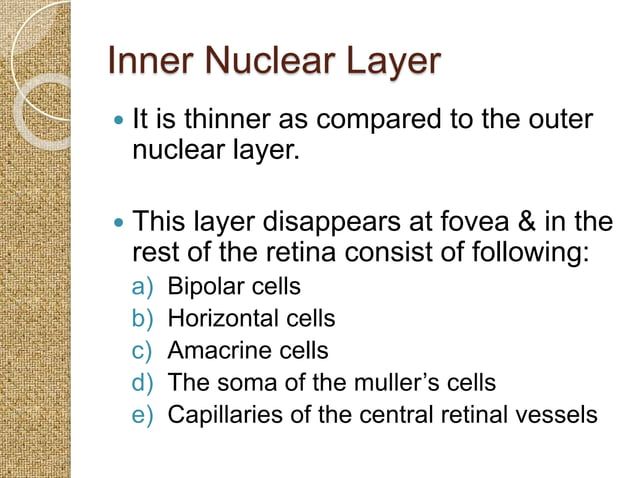 Inner Nuclear Layer
• It is thinner as compared to the outer
nuclear layer.
• This layer disappears at fovea & in the
rest of the retina consist of following:
a) Bipolar cells
b) Horizontal cells
c) Amacrine cells
d) The soma of the muller’s cells
e) Capillaries of the central retinal vessels